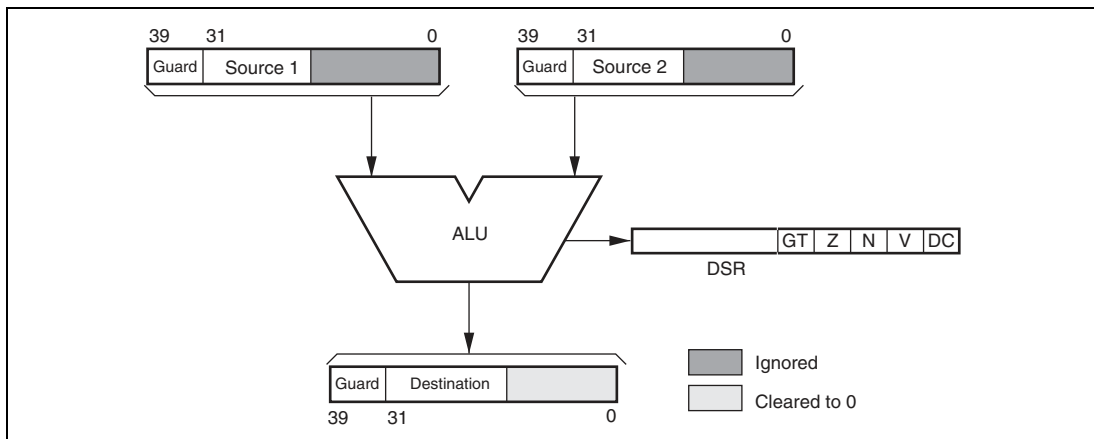 39 31 0 39 31 0
Guard Source 1 Guard Source 2
ALU
GT Z N V DC
DSR
Guard Destination
39 31 0
Ignored
Cleared to 0